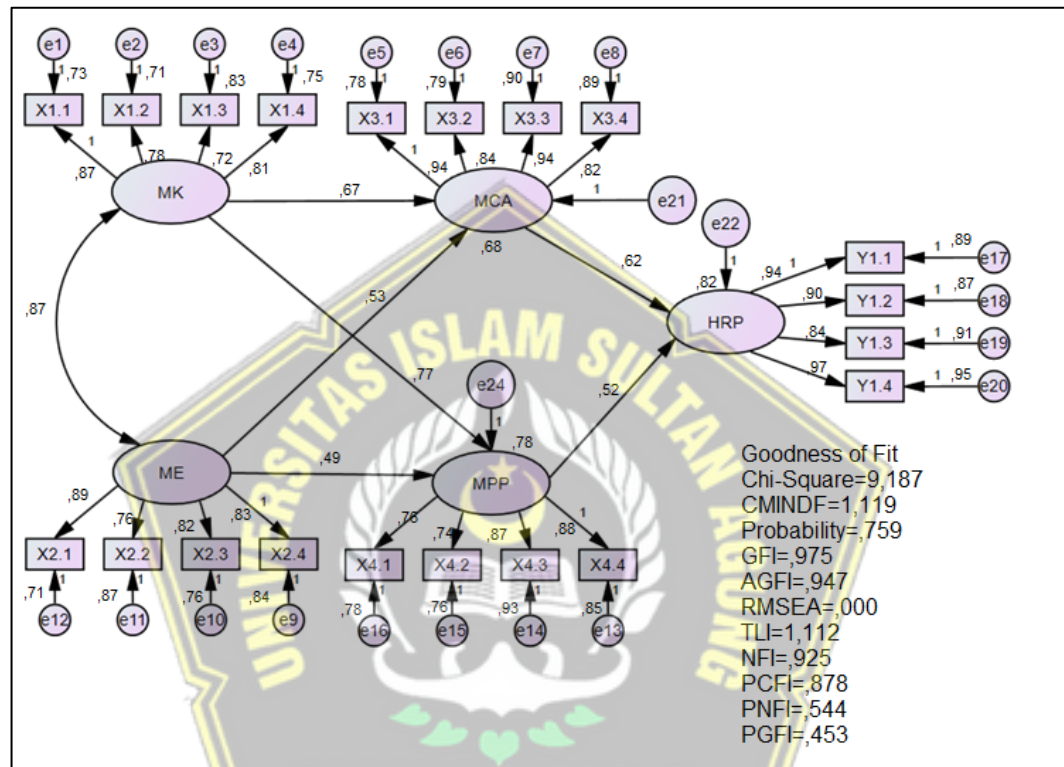 e1 e2 e3 e4 e5 e6 e7 e8
1 ,73 1 ,71 1 ,83 1 ,75 ,78 1 ,79 1 ,90 1 ,89 1
X1.1 X1.2 X1.3 X1.4 X3.1 X3.2 X3.3 X3.4
1 ,87 ,78 ,72 ,81 1 ,94 ,84 ,94 ,82
MK ,67 MCA 1 e21
,68
e22
1
,82
,62
HRP
,94 1 Y1.1 1 ,89 e17
,90 Y1.2 1 ,87 e18
,84 Y1.3 1 ,91 e19
,97 Y1.4 1 ,95 e20
,87
,53
,77
,52
e24
1
,78
ME ,49 MPP
,89 ,76 ,82 ,83 1 ,76 ,74 ,87 ,88 1
X2.1 X2.2 X2.3 X2.4 X4.1 X4.2 X4.3 X4.4
,71 1 ,87 1 ,76 1 ,84 1 ,78 1 ,76 1 ,93 1 ,85 1
e12 e11 e10 e9 e16 e15 e14 e13
Goodness of Fit
Chi-Square=9,187
CMINDF=1,119
Probability=,759
GFI=,975
AGFI=,947
RMSEA=,000
TLI=1,112
NFI=,925
PCFI=,878
PNFI=,544
PGFI=,453
UNIVERSITAS ISLAM SULTAN AGUNG